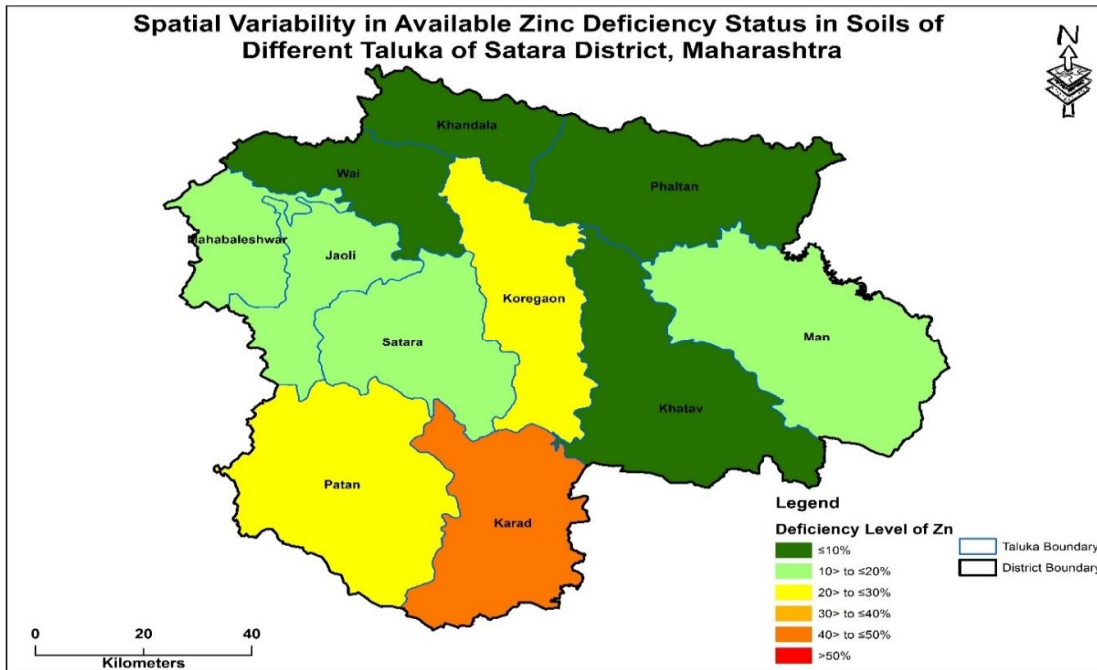 Spatial Variability in Available Zinc Deficiency Status in Soils of
Different Taluka of Satara District, Maharashtra
N
Khandala
Wai
Phaltan
Mahabaleshwar
Jaoli
Koregaon
Man
Satara
Khatav
Patan
Karad
Legend
Deficiency Level of Zn
≤10%
10> to ≤20%
20> to ≤30%
30> to ≤40%
40> to ≤50%
>50%
Taluka Boundary
District Boundary
0 20 40
Kilometers